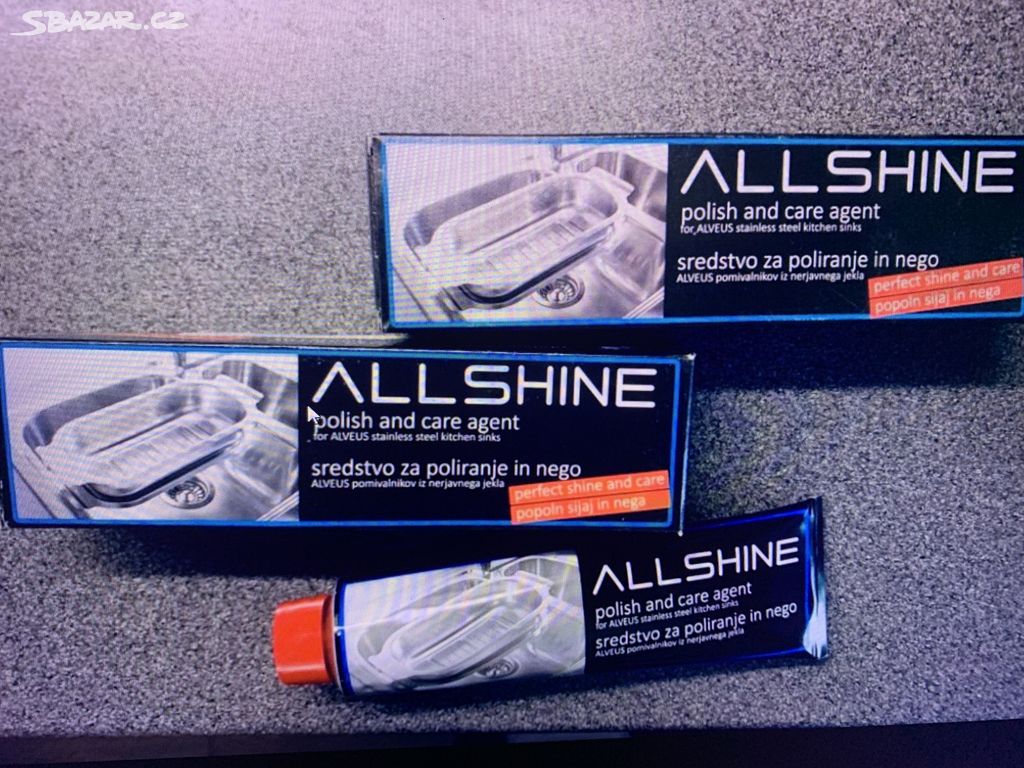 SBAZAR.CZ
ALLSHINE
polish and care agent
for ALVEUS stainless steel kitchen sinks
sredstvo za poliranje in nego
ALVEUS pomivalnikov iz nerjavnega jekla
perfect shine and care
popoln sijaj in nega
ALLSHINE
polish and care agent
for ALVEUS stainless steel kitchen sinks
sredstvo za poliranje in nego
ALVEUS pomivalnikov iz nerjavnega jekla
perfect shine and care
popoln sijaj in nega
ALLSHINE
polish and care agent
for ALVEUS stainless steel kitchen sinks
sredstvo za poliranje in nego
ALVEUS pomivalnikov iz nerjavnega jekla